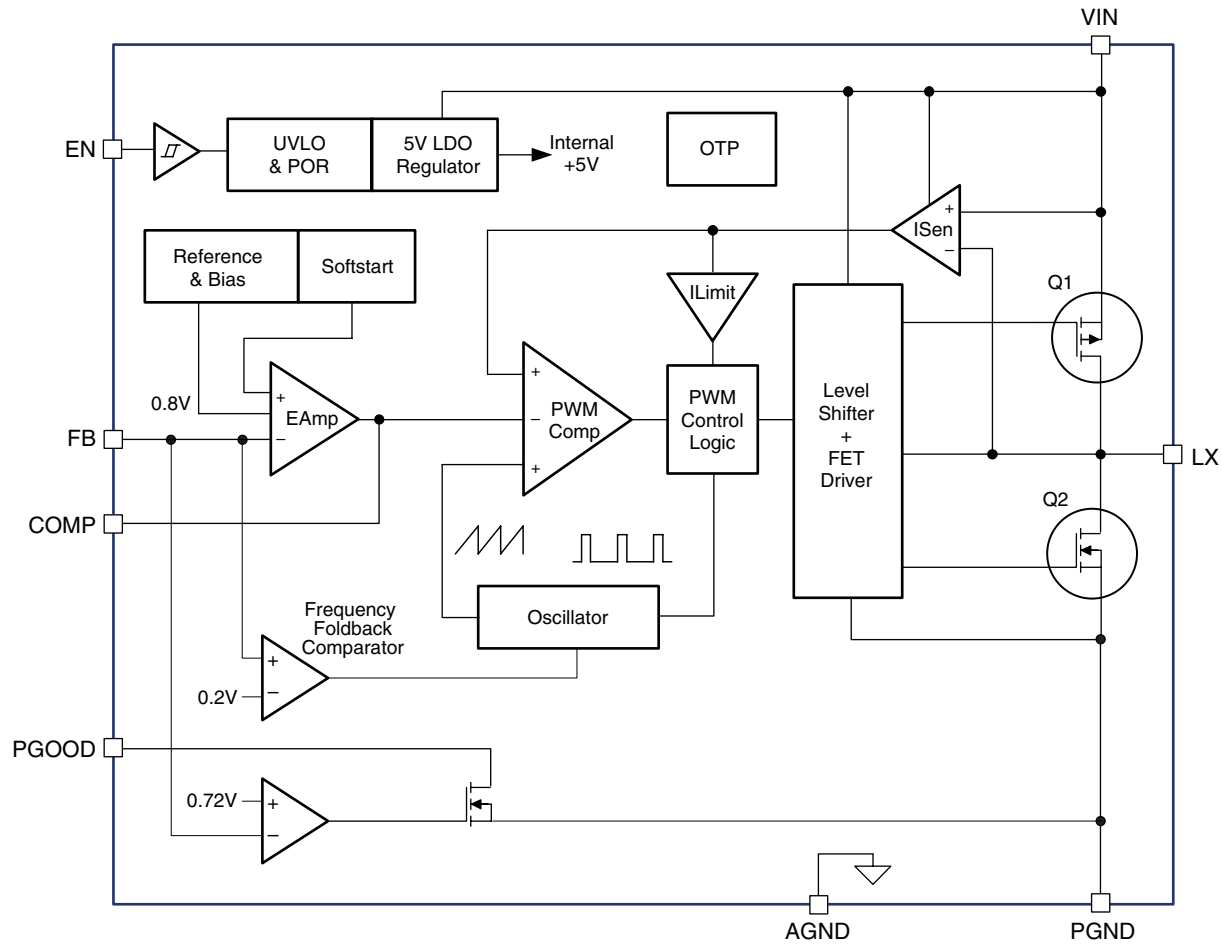 VIN
EN
UVLO
& POR
5V LDO
Regulator
Internal
+5V
OTP
Reference
& Bias
Softstart
+
ISen
–
ILimit
Q1
0.8V
+
EAmp
–
+
–
PWM
Comp
+
PWM
Control
Logic
Level
Shifter
+
FET
Driver
FB
LX
COMP
Q2
Frequency
Foldback
Comparator
Oscillator
+
0.2V
–
PGOOD
0.72V
+
–
AGND
PGND